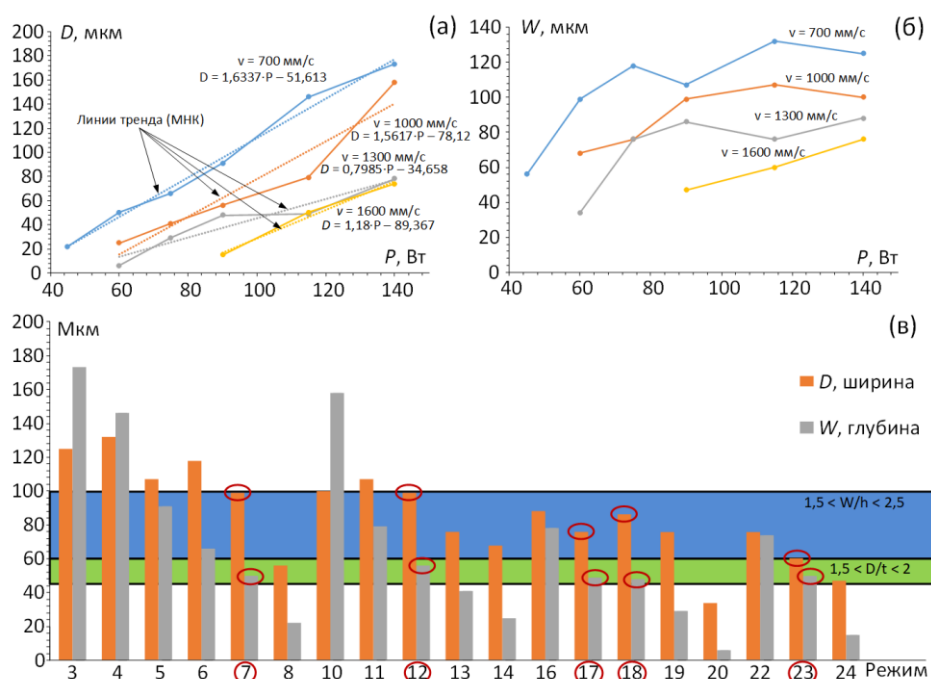 D, мкм
(а)
200
180
160
140
120
100
80
60
40
20
0
v = 700 мм/с
D = 1,6337·P – 51,613
Линии тренда (МНК)
v = 1000 мм/с
D = 1,5617·P – 78,12
v = 1300 мм/с
D = 0,7985·P – 34,658
v = 1600 мм/с
D = 1,18·P – 89,367
P, Вт
40 60 80 100 120 140
W, мкм
(б)
140
120
100
80
60
40
20
0
v = 700 мм/с
v = 1000 мм/с
v = 1300 мм/с
v = 1600 мм/с
P, Вт
40 60 80 100 120 140
Мкм
(в)
200
180
160
140
120
100
80
60
40
20
0
D, ширина
W, глубина
1,5 < W/h < 2,5
1,5 < D/t < 2
3 4 5 6 7 8 10 11 12 13 14 16 17 18 19 20 22 23 24 Режим